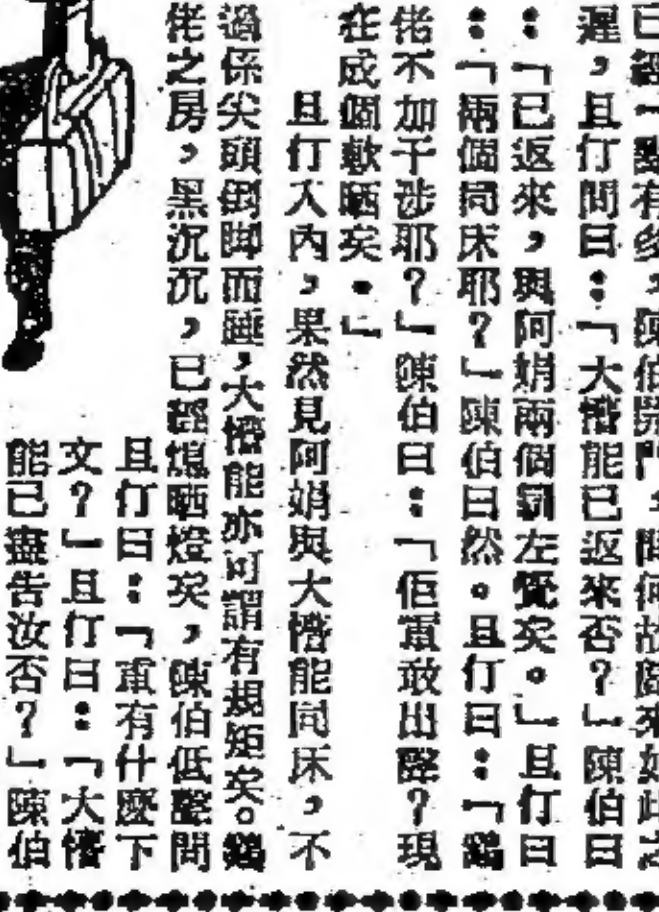 已經一點有多，陳伯開門，問何故歸來如此之
遲，且仃問曰：「大懵能已返來否？」陳伯曰
：「已返來，與阿娟兩個瞓左覺矣。」且仃曰
：「兩個同床耶？」陳伯曰然。且仃曰：「鶴
佬不加干涉耶？」陳伯曰：「佢重敢出聲？現
在成個軟晒矣。」
且仃入內，果然見阿娟與大懵能同床，不
過係尖頭倒脚而睡，大懵能亦可謂有規矩矣。鶴
佬之房，黑沉沉，已經熄晒燈矣，陳伯低聲問
且仃曰：「重有什麼下
文？」且仃曰：「大懵
能已盡告汝否？」陳伯